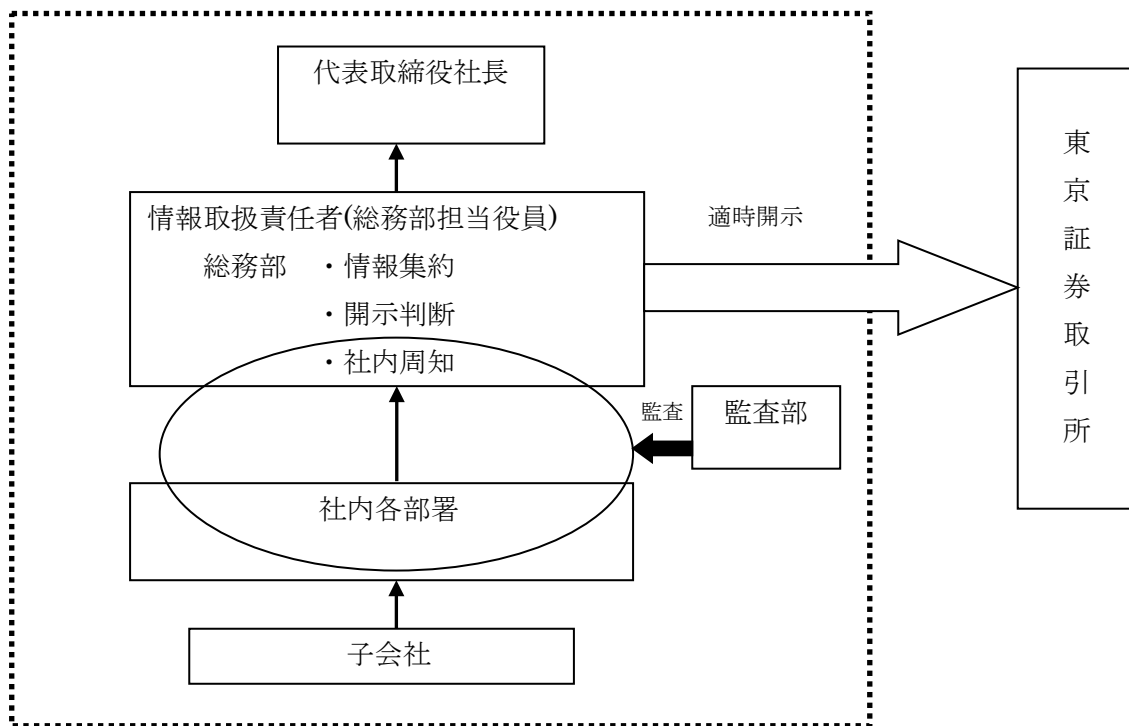 代表取締役社長
情報取扱責任者(総務部担当役員)
総務部 ・情報集約
・開示判断
・社内周知
適時開示
東京証券取引所
監査
監査部
社内各部署
子会社